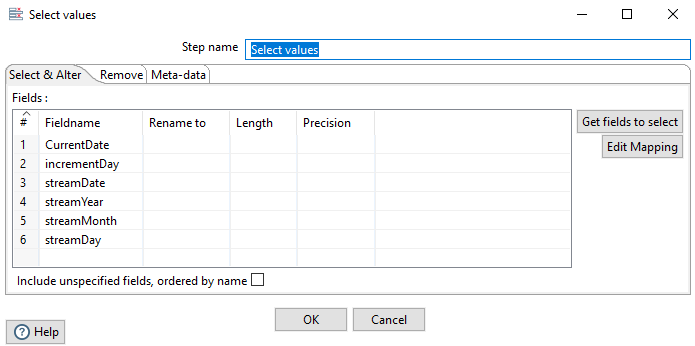 Select values
Step name Select values
Select & Alter Remove Meta-data
Fields :
# Fieldname Rename to Length Precision
1 CurrentDate
2 incrementDay
3 streamDate
4 streamYear
5 streamMonth
6 streamDay
Get fields to select
Edit Mapping
Include unspecified fields, ordered by name
OK Cancel
? Help